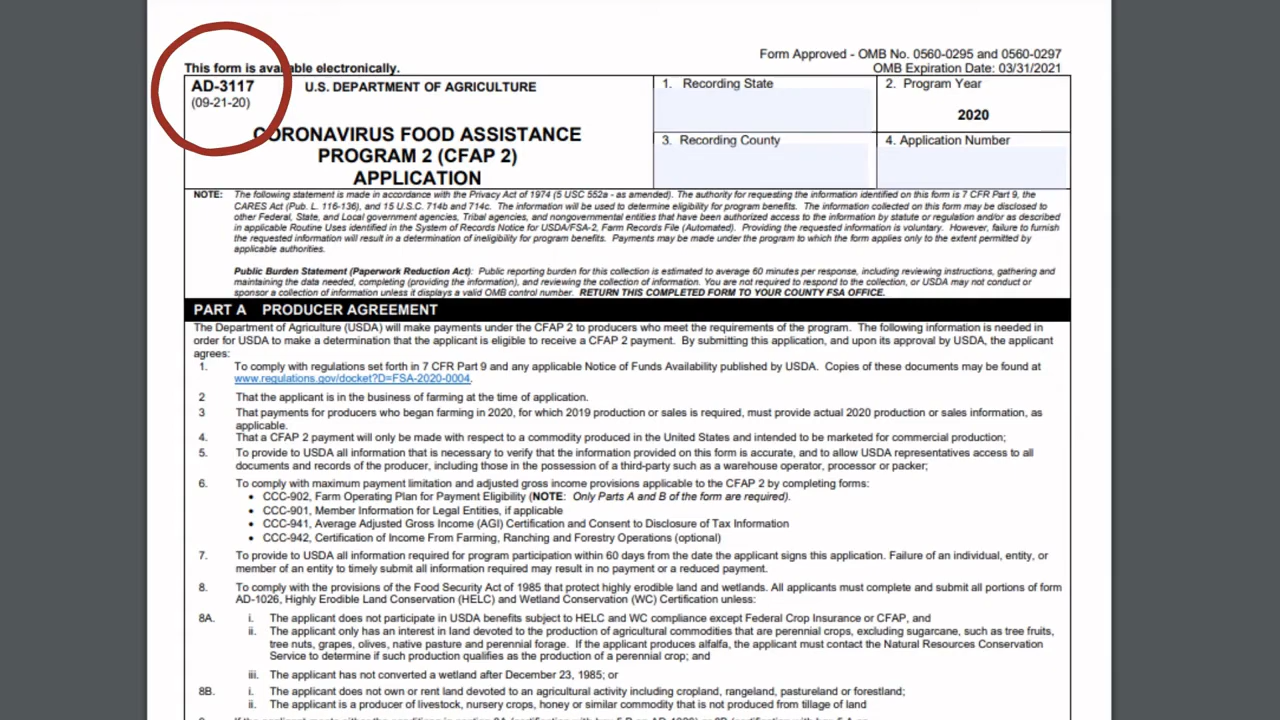 Form Approved - OMB No. 0560-0295 and 0560-0297
This form is available electronically.
OMB Expiration Date: 03/31/2021
AD-3117
(09-21-20)
U.S. DEPARTMENT OF AGRICULTURE
CORONAVIRUS FOOD ASSISTANCE
PROGRAM 2 (CFAP 2)
APPLICATION
1. Recording State
2. Program Year
2020
3. Recording County
4. Application Number
NOTE: The following statement is made in accordance with the Privacy Act of 1974 (5 USC 552a - as amended). The authority for requesting the information identified on this form is 7 CFR Part 9, the
CARES Act (Pub. L. 116-136), and 15 U.S.C. 714b and 714c. The information will be used to determine eligibility for program benefits. The information collected on this form may be disclosed to
other Federal, State, and Local government agencies, Tribal agencies, and nongovernmental entities that have been authorized access to the information by statute or regulation and/or as described
in applicable Routine Uses identified in the System of Records Notice for USDA/FSA-2, Farm Records File (Automated). Providing the requested information is voluntary. However, failure to furnish
the requested information will result in a determination of ineligibility for program benefits. Payments may be made under the program to which the form applies only to the extent permitted by
applicable authorities.
Public Burden Statement (Paperwork Reduction Act): Public reporting burden for this collection is estimated to average 60 minutes per response, including reviewing instructions, gathering and
maintaining the data needed, completing (providing the information), and reviewing the collection of information. You are not required to respond to the collection, or USDA may not conduct or
sponsor a collection of information unless it displays a valid OMB control number. RETURN THIS COMPLETED FORM TO YOUR COUNTY FSA OFFICE.
PART A PRODUCER AGREEMENT
The Department of Agriculture (USDA) will make payments under the CFAP 2 to producers who meet the requirements of the program. The following information is needed in
order for USDA to make a determination that the applicant is eligible to receive a CFAP 2 payment. By submitting this application, and upon its approval by USDA, the applicant
agrees:
1. To comply with regulations set forth in 7 CFR Part 9 and any applicable Notice of Funds Availability published by USDA. Copies of these documents may be found at
www.regulations.gov/docket?D=FSA-2020-0004.
2 That the applicant is in the business of farming at the time of application.
3 That payments for producers who began farming in 2020, for which 2019 production or sales is required, must provide actual 2020 production or sales information, as
applicable.
4. That a CFAP 2 payment will only be made with respect to a commodity produced in the United States and intended to be marketed for commercial production;
5. To provide to USDA all information that is necessary to verify that the information provided on this form is accurate, and to allow USDA representatives access to all
documents and records of the producer, including those in the possession of a third-party such as a warehouse operator, processor or packer;
6. To comply with maximum payment limitation and adjusted gross income provisions applicable to the CFAP 2 by completing forms:
• CCC-902, Farm Operating Plan for Payment Eligibility (NOTE: Only Parts A and B of the form are required).
• CCC-901, Member Information for Legal Entities, if applicable
• CCC-941, Average Adjusted Gross Income (AGI) Certification and Consent to Disclosure of Tax Information
• CCC-942, Certification of Income From Farming, Ranching and Forestry Operations (optional)
7. To provide to USDA all information required for program participation within 60 days from the date the applicant signs this application. Failure of an individual, entity, or
member of an entity to timely submit all information required may result in no payment or a reduced payment.
8. To comply with the provisions of the Food Security Act of 1985 that protect highly erodible land and wetlands. All applicants must complete and submit all portions of form
AD-1026, Highly Erodible Land Conservation (HELC) and Wetland Conservation (WC) Certification unless:
8A. i. The applicant does not participate in USDA benefits subject to HELC and WC compliance except Federal Crop Insurance or CFAP, and
ii. The applicant only has an interest in land devoted to the production of agricultural commodities that are perennial crops, excluding sugarcane, such as tree fruits,
tree nuts, grapes, olives, native pasture and perennial forage. If the applicant produces alfalfa, the applicant must contact the Natural Resources Conservation
Service to determine if such production qualifies as the production of a perennial crop; and
iii. The applicant has not converted a wetland after December 23, 1985; or
8B. i. The applicant does not own or rent land devoted to an agricultural activity including cropland, rangeland, pastureland or forestland;
ii. The applicant is a producer of livestock, nursery crops, honey or similar commodity that is not produced from tillage of land